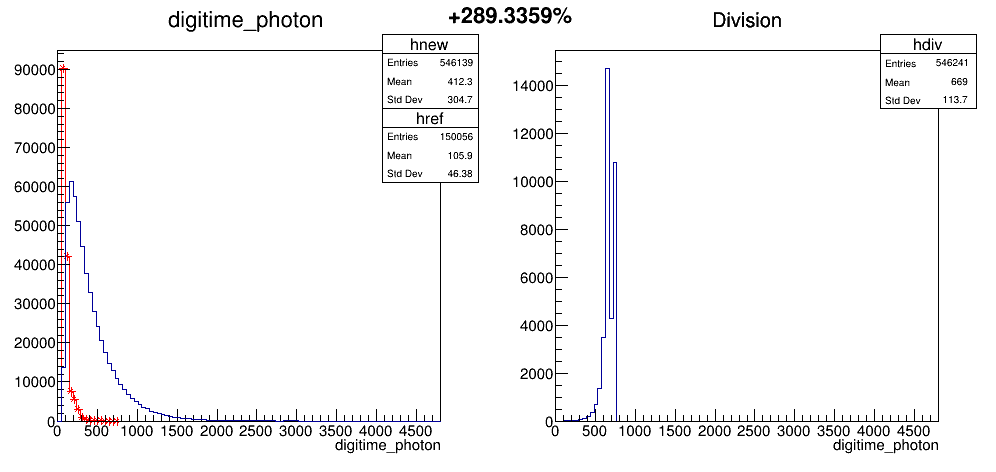 digitime_photon
+289.3359%
Division
hnew
Entries 546139
Mean 412.3
Std Dev 304.7
href
Entries 150056
Mean 105.9
Std Dev 46.38
90000
80000
70000
60000
50000
40000
30000
20000
10000
0
0 500 1000 1500 2000 2500 3000 3500 4000 4500
digitime_photon
hdiv
Entries 546241
Mean 669
Std Dev 113.7
14000
12000
10000
8000
6000
4000
2000
0
0 500 1000 1500 2000 2500 3000 3500 4000 4500
digitime_photon